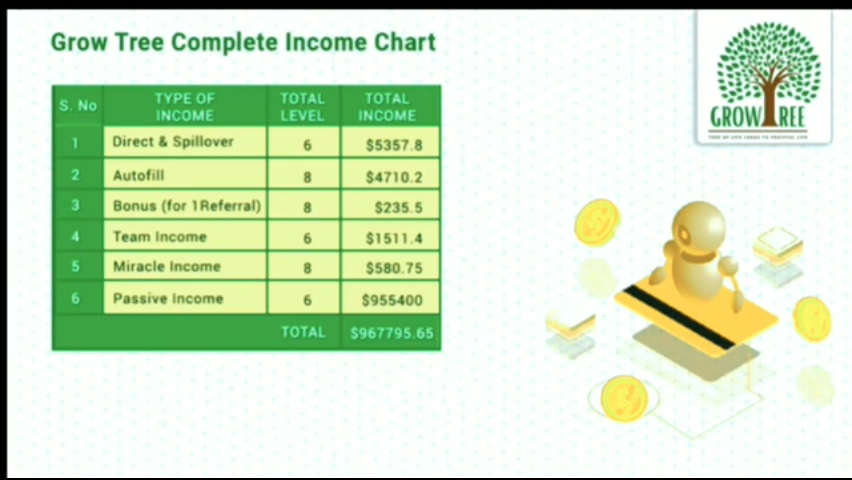 Grow Tree Complete Income Chart
S. No TYPE OF INCOME TOTAL LEVEL TOTAL INCOME
1 Direct & Spillover 6 $5357.8
2 Autofill 8 $4710.2
3 Bonus (for 1Referral) 8 $235.5
4 Team Income 6 $1511.4
5 Miracle Income 8 $580.75
6 Passive Income 6 $955400
TOTAL $967795.65
GROW TREE